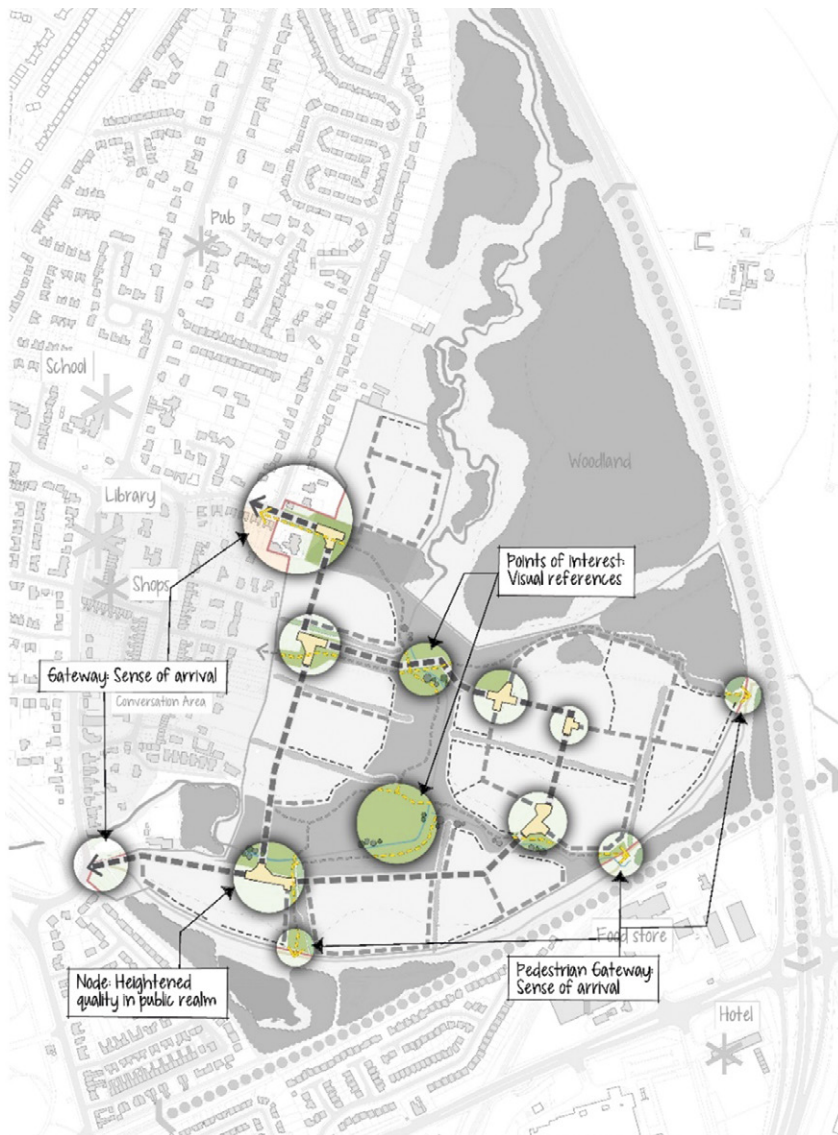 Pub
School
Library
Shops
Woodland
Points of Interest:
Visual references
Gateway: Sense of arrival
Conversation Area
Food store
Node: Heightened
quality in public realm
Pedestrian Gateway:
Sense of arrival
Hotel